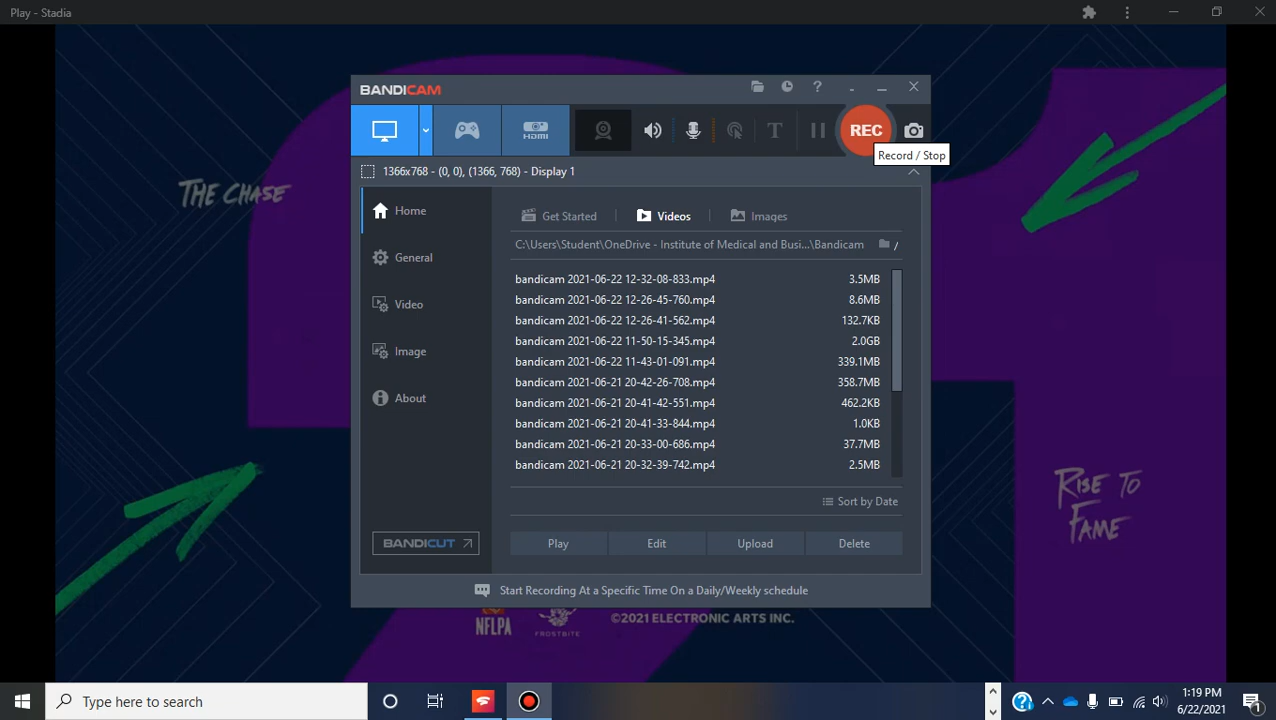 Play - Stadia
BANDICAM
HDMI
T
REC
Record / Stop
1366x768 - (0, 0), (1366, 768) - Display 1
THE CHASE
Home
General
Video
Image
About
BANDICUT
Get Started
Videos
Images
C:\Users\Student\OneDrive - Institute of Medical and Busi...\Bandicam
bandicam 2021-06-22 12-32-08-833.mp4 3.5MB
bandicam 2021-06-22 12-26-45-760.mp4 8.6MB
bandicam 2021-06-22 12-26-41-562.mp4 132.7KB
bandicam 2021-06-22 11-50-15-345.mp4 2.0GB
bandicam 2021-06-22 11-43-01-091.mp4 339.1MB
bandicam 2021-06-21 20-42-26-708.mp4 358.7MB
bandicam 2021-06-21 20-41-42-551.mp4 462.2KB
bandicam 2021-06-21 20-41-33-844.mp4 1.0KB
bandicam 2021-06-21 20-33-00-686.mp4 37.7MB
bandicam 2021-06-21 20-32-39-742.mp4 2.5MB
Sort by Date
Play Edit Upload Delete
Start Recording At a Specific Time On a Daily/Weekly schedule
RISE TO
FAME
NFLPA
FROSTBITE
©2021 ELECTRONIC ARTS INC.
Type here to search
1:19 PM
6/22/2021
1